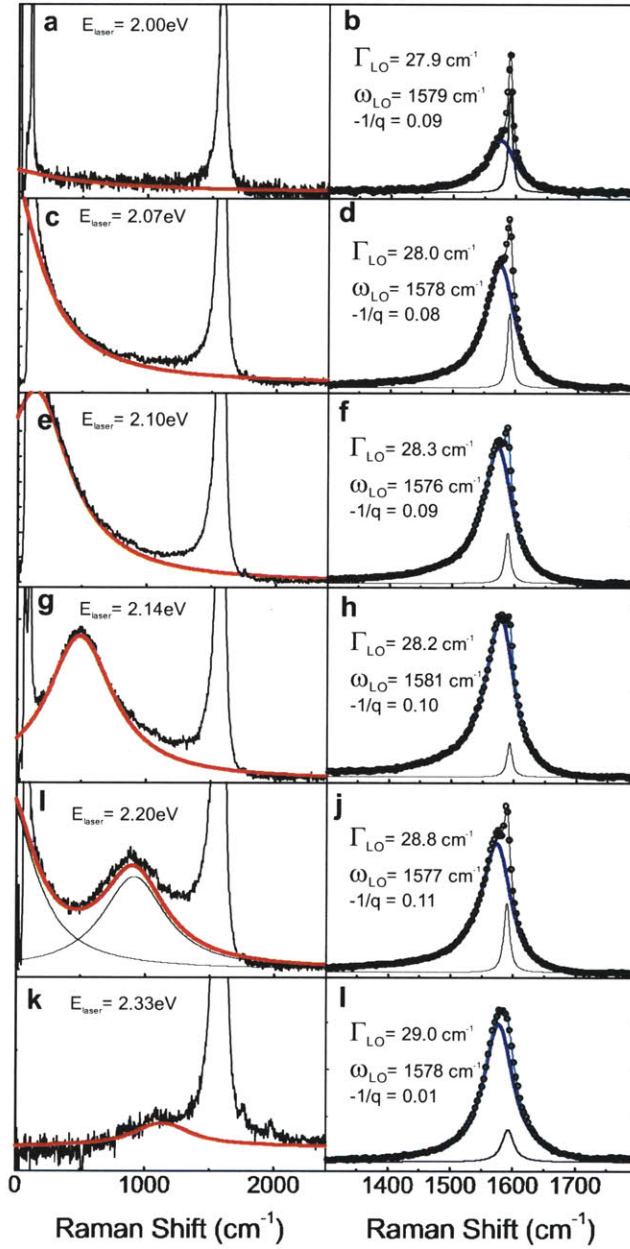 a
E_laser= 2.00eV
b
Γ_LO= 27.9 cm⁻¹
ω_LO= 1579 cm⁻¹
-1/q = 0.09
c
E_laser= 2.07eV
d
Γ_LO= 28.0 cm⁻¹
ω_LO= 1578 cm⁻¹
-1/q = 0.08
e
E_laser= 2.10eV
f
Γ_LO= 28.3 cm⁻¹
ω_LO= 1576 cm⁻¹
-1/q = 0.09
g
E_laser= 2.14eV
h
Γ_LO= 28.2 cm⁻¹
ω_LO= 1581 cm⁻¹
-1/q = 0.10
I
E_laser= 2.20eV
j
Γ_LO= 28.8 cm⁻¹
ω_LO= 1577 cm⁻¹
-1/q = 0.11
k
E_laser= 2.33eV
l
Γ_LO= 29.0 cm⁻¹
ω_LO= 1578 cm⁻¹
-1/q = 0.01
0 1000 2000
1400 1500 1600 1700
Raman Shift (cm⁻¹)
Raman Shift (cm⁻¹)